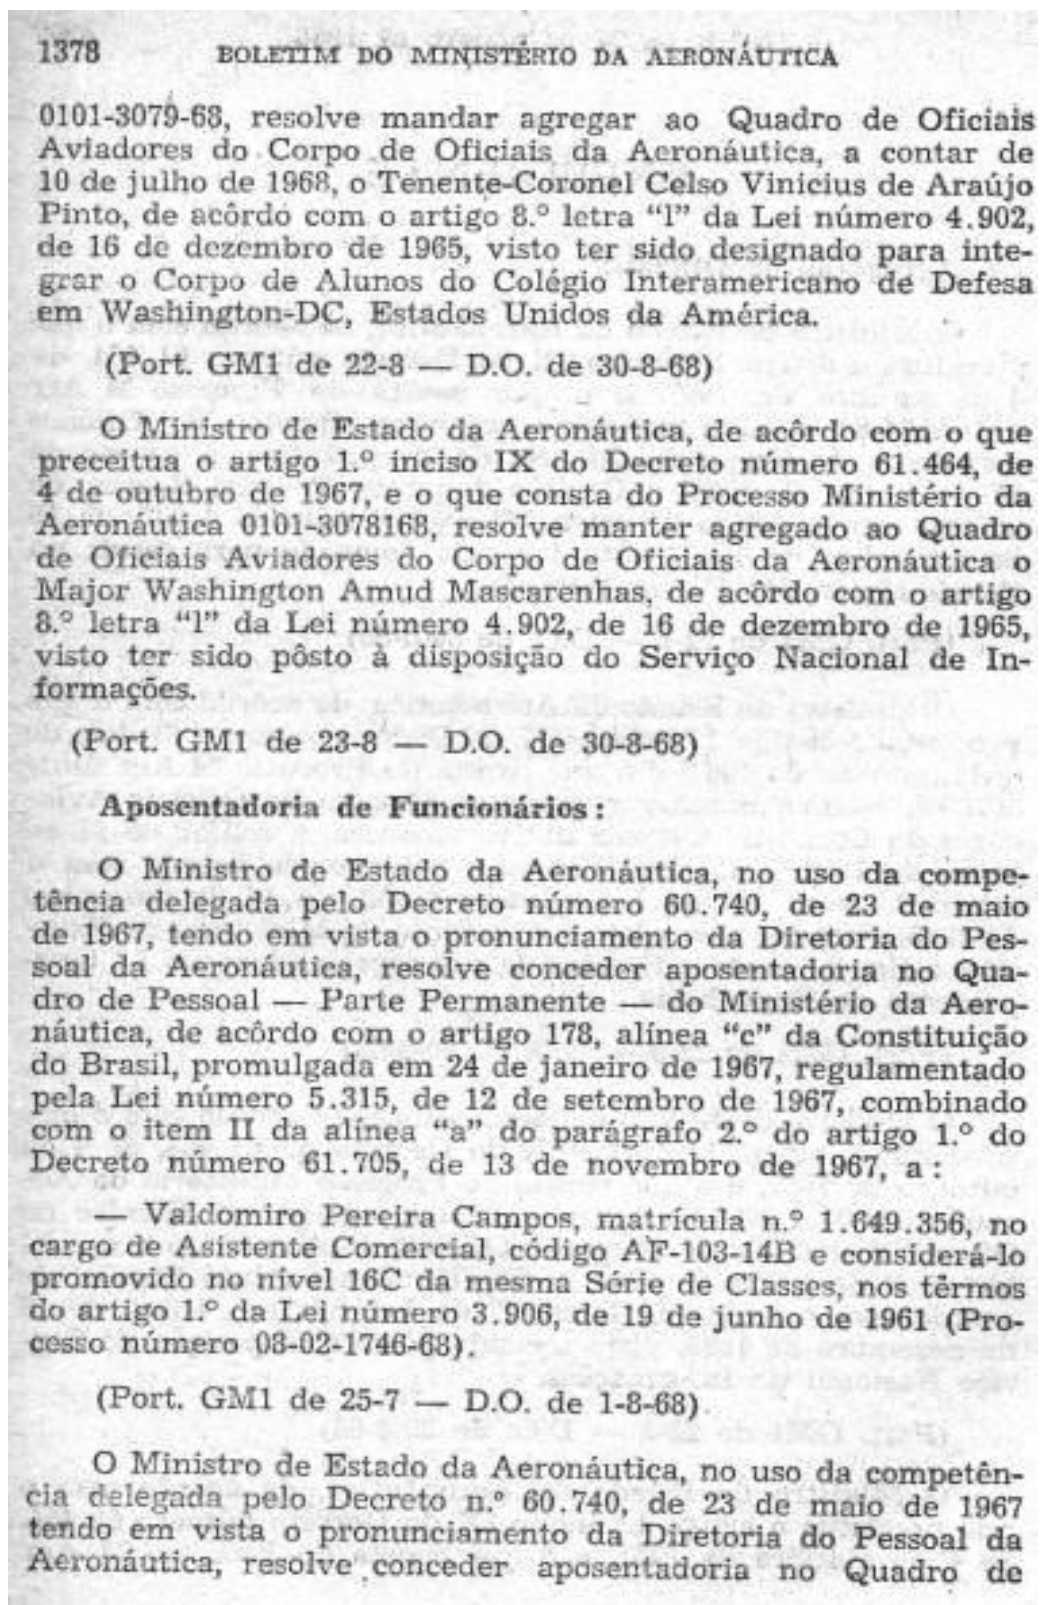 1378 BOLETIM DO MINISTÉRIO DA AERONÁUTICA
0101-3079-68, resolve mandar agregar ao Quadro de Oficiais
Aviadores do Corpo de Oficiais da Aeronáutica, a contar de
10 de julho de 1968, o Tenente-Coronel Celso Vinicius de Araújo
Pinto, de acôrdo com o artigo 8.º letra “l” da Lei número 4.902,
de 16 de dezembro de 1965, visto ter sido designado para inte-
grar o Corpo de Alunos do Colégio Interamericano de Defesa
em Washington-DC, Estados Unidos da América.
(Port. GM1 de 22-8 — D.O. de 30-8-68)
O Ministro de Estado da Aeronáutica, de acôrdo com o que
preceitua o artigo 1.º inciso IX do Decreto número 61.464, de
4 de outubro de 1967, e o que consta do Processo Ministério da
Aeronáutica 0101-3078168, resolve manter agregado ao Quadro
de Oficiais Aviadores do Corpo de Oficiais da Aeronáutica o
Major Washington Amud Mascarenhas, de acôrdo com o artigo
8.º letra “l” da Lei número 4.902, de 16 de dezembro de 1965,
visto ter sido pôsto à disposição do Serviço Nacional de In-
formações.
(Port. GM1 de 23-8 — D.O. de 30-8-68)
Aposentadoria de Funcionários :
O Ministro de Estado da Aeronáutica, no uso da compe-
tência delegada pelo Decreto número 60.740, de 23 de maio
de 1967, tendo em vista o pronunciamento da Diretoria do Pes-
soal da Aeronáutica, resolve conceder aposentadoria no Qua-
dro de Pessoal — Parte Permanente — do Ministério da Aero-
náutica, de acôrdo com o artigo 178, alínea “c” da Constituição
do Brasil, promulgada em 24 de janeiro de 1967, regulamentado
pela Lei número 5.315, de 12 de setembro de 1967, combinado
com o item II da alínea “a” do parágrafo 2.º do artigo 1.º do
Decreto número 61.705, de 13 de novembro de 1967, a :
— Valdomiro Pereira Campos, matrícula n.º 1.649.356, no
cargo de Asistente Comercial, código AF-103-14B e considerá-lo
promovido no nível 16C da mesma Série de Classes, nos têrmos
do artigo 1.º da Lei número 3.906, de 19 de junho de 1961 (Pro-
cesso número 08-02-1746-68).
(Port. GM1 de 25-7 — D.O. de 1-8-68)
O Ministro de Estado da Aeronáutica, no uso da competên-
cia delegada pelo Decreto n.º 60.740, de 23 de maio de 1967
tendo em vista o pronunciamento da Diretoria do Pessoal da
Aeronáutica, resolve conceder aposentadoria no Quadro de